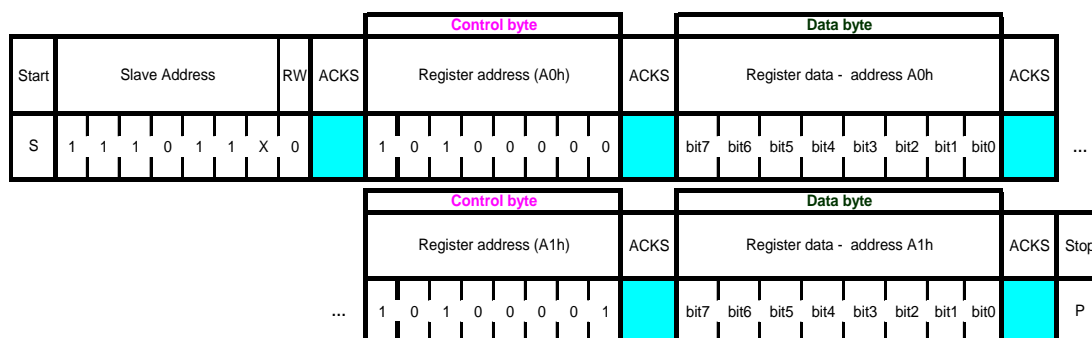 Control byte Data byte
Start Slave Address RW ACKS Register address (A0h) ACKS Register data - address A0h ACKS
S 1 1 1 0 1 1 X 0 1 0 1 0 0 0 0 0 bit7 bit6 bit5 bit4 bit3 bit2 bit1 bit0 ...
Control byte Data byte
Register address (A1h) ACKS Register data - address A1h ACKS Stop
... 1 0 1 0 0 0 0 1 bit7 bit6 bit5 bit4 bit3 bit2 bit1 bit0 P